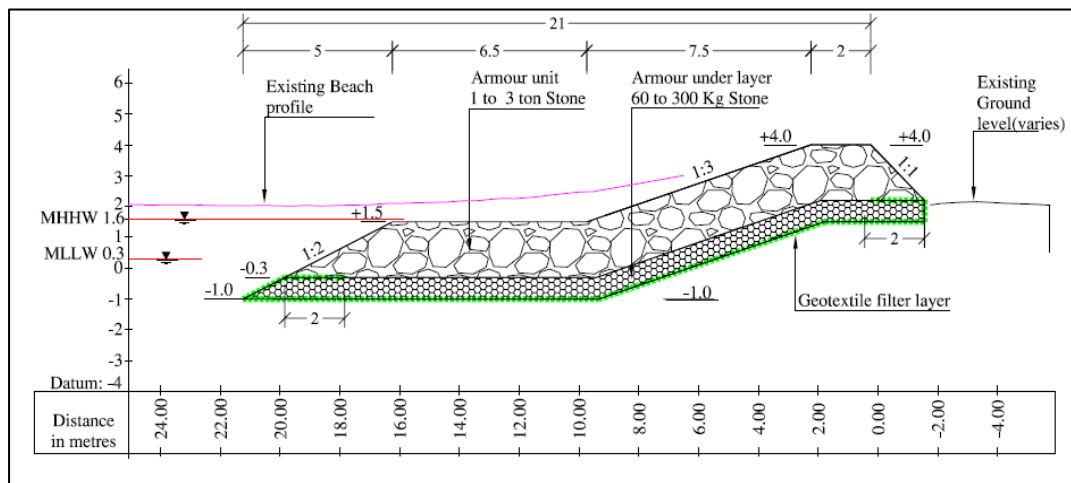 21
5
6.5
7.5
2
6
5
4
3
2
1
0
-1
-2
-3
Datum: -4
Existing Beach
profile
Armour unit
1 to 3 ton Stone
Armour under layer
60 to 300 Kg Stone
Existing
Ground
level(varies)
+4.0
+4.0
1:3
1:1
MHHW 1.6
+1.5
1:2
MLLW 0.3
-0.3
-1.0
2
2
-1.0
Geotextile filter layer
Distance
in metres
24.00
22.00
20.00
18.00
16.00
14.00
12.00
10.00
8.00
6.00
4.00
2.00
0.00
-2.00
-4.00